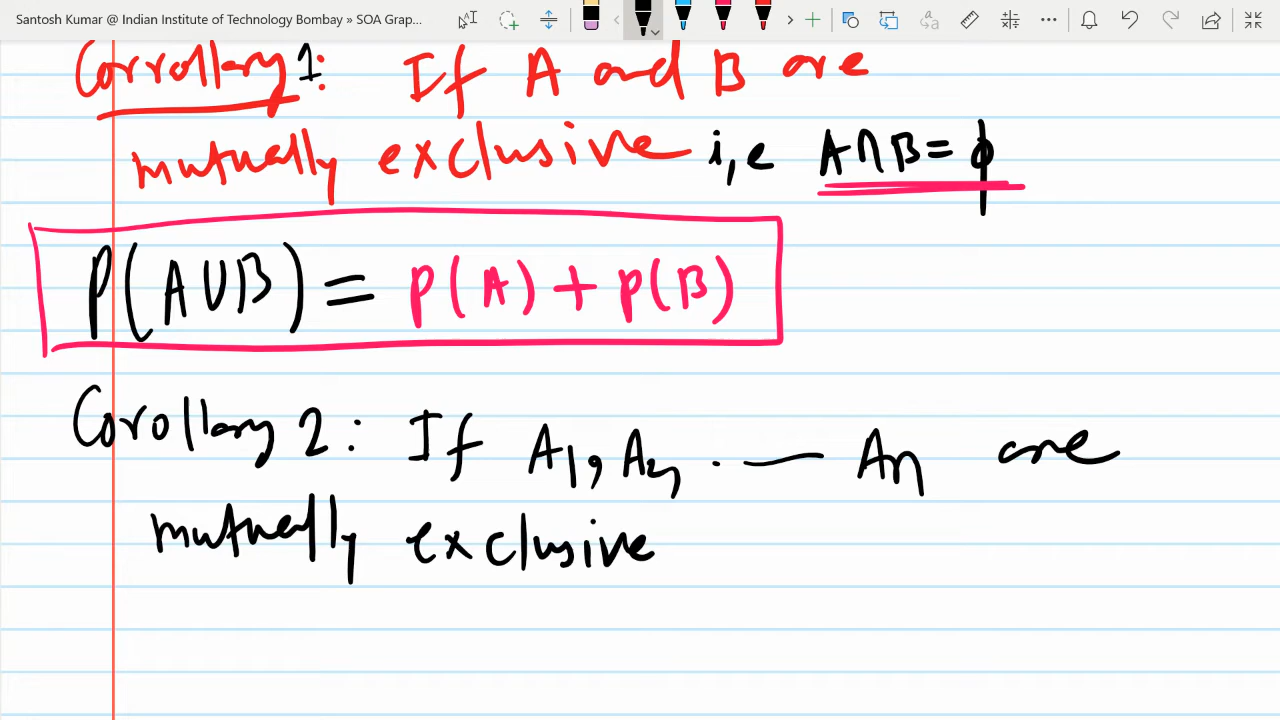 Santosh Kumar @ Indian Institute of Technology Bombay » SOA Grap...
Corrollary 1: If A and B are
mutually exclusive i,e A∩B = ϕ
P(A∪B) = P(A) + P(B)
Corollary 2: If A1, A2, . — An are
mutually exclusive